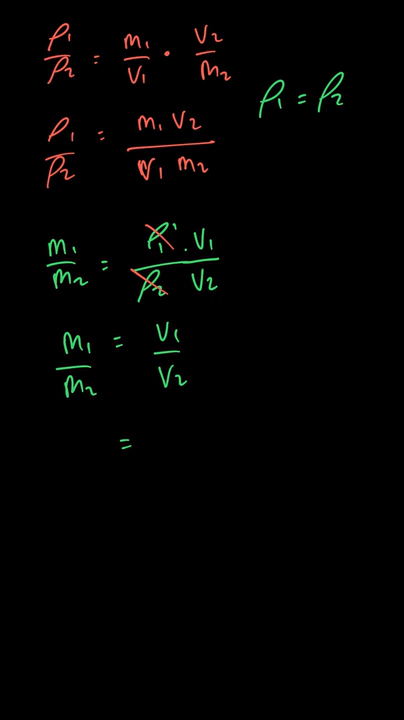 ρ₁/ρ₂ = m₁/V₁ · V₂/m₂
ρ₁ = ρ₂
ρ₁/ρ₂ = m₁ V₂ / V₁ m₂
m₁/m₂ = ρ₁ · V₁ / ρ₂ V₂
m₁/m₂ = V₁/V₂
=